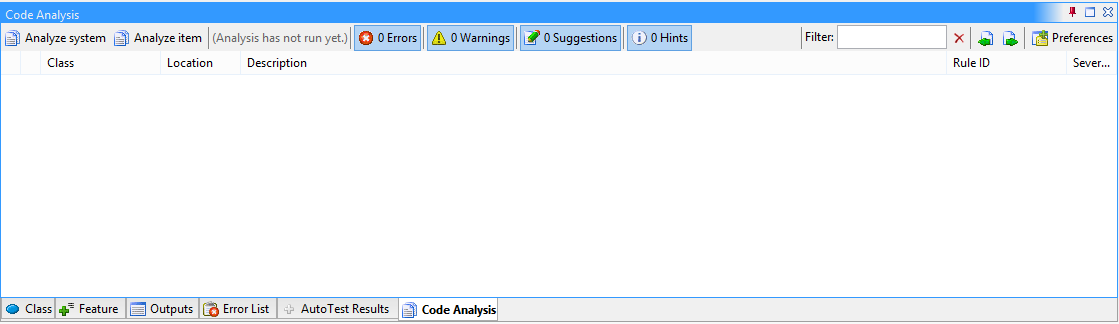 Code Analysis
Analyze system Analyze item (Analysis has not run yet.) 0 Errors 0 Warnings 0 Suggestions 0 Hints Filter: Preferences
Class Location Description Rule ID Sever...
Class Feature Outputs Error List AutoTest Results Code Analysis